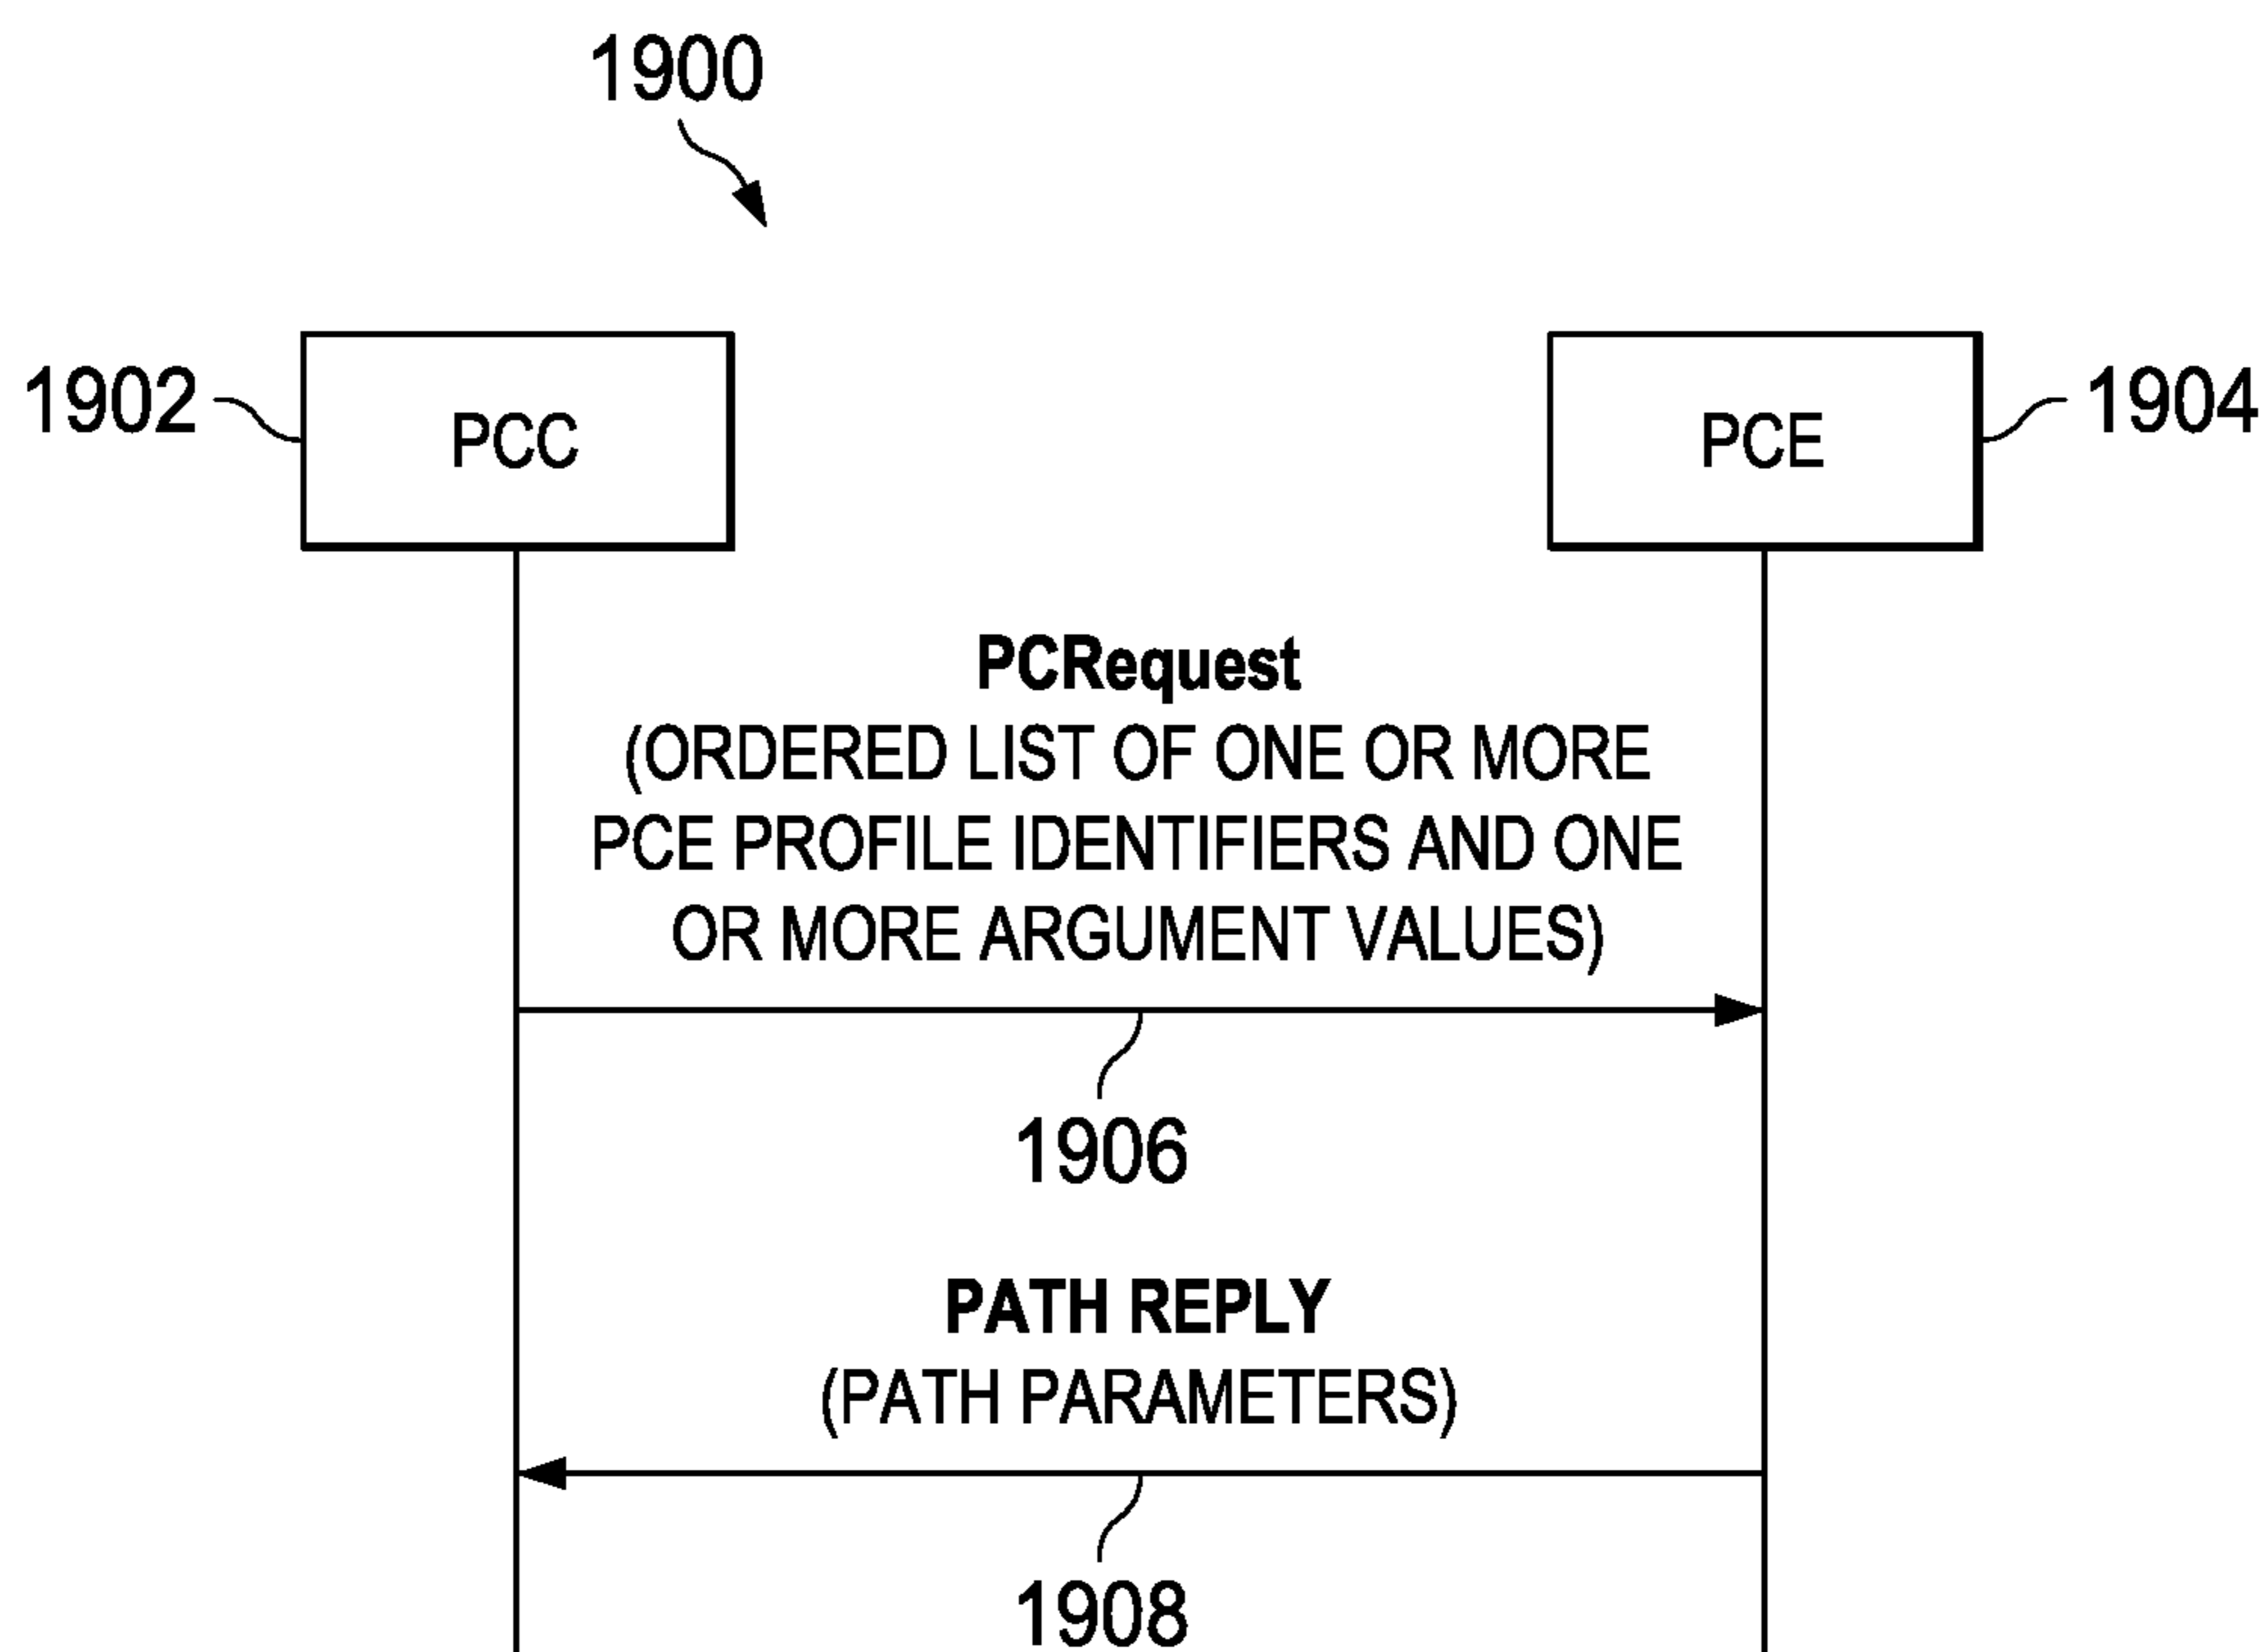 1900
1902
PCC
PCE
1904
PCRequest
(ORDERED LIST OF ONE OR MORE
PCE PROFILE IDENTIFIERS AND ONE
OR MORE ARGUMENT VALUES)
1906
PATH REPLY
(PATH PARAMETERS)
1908